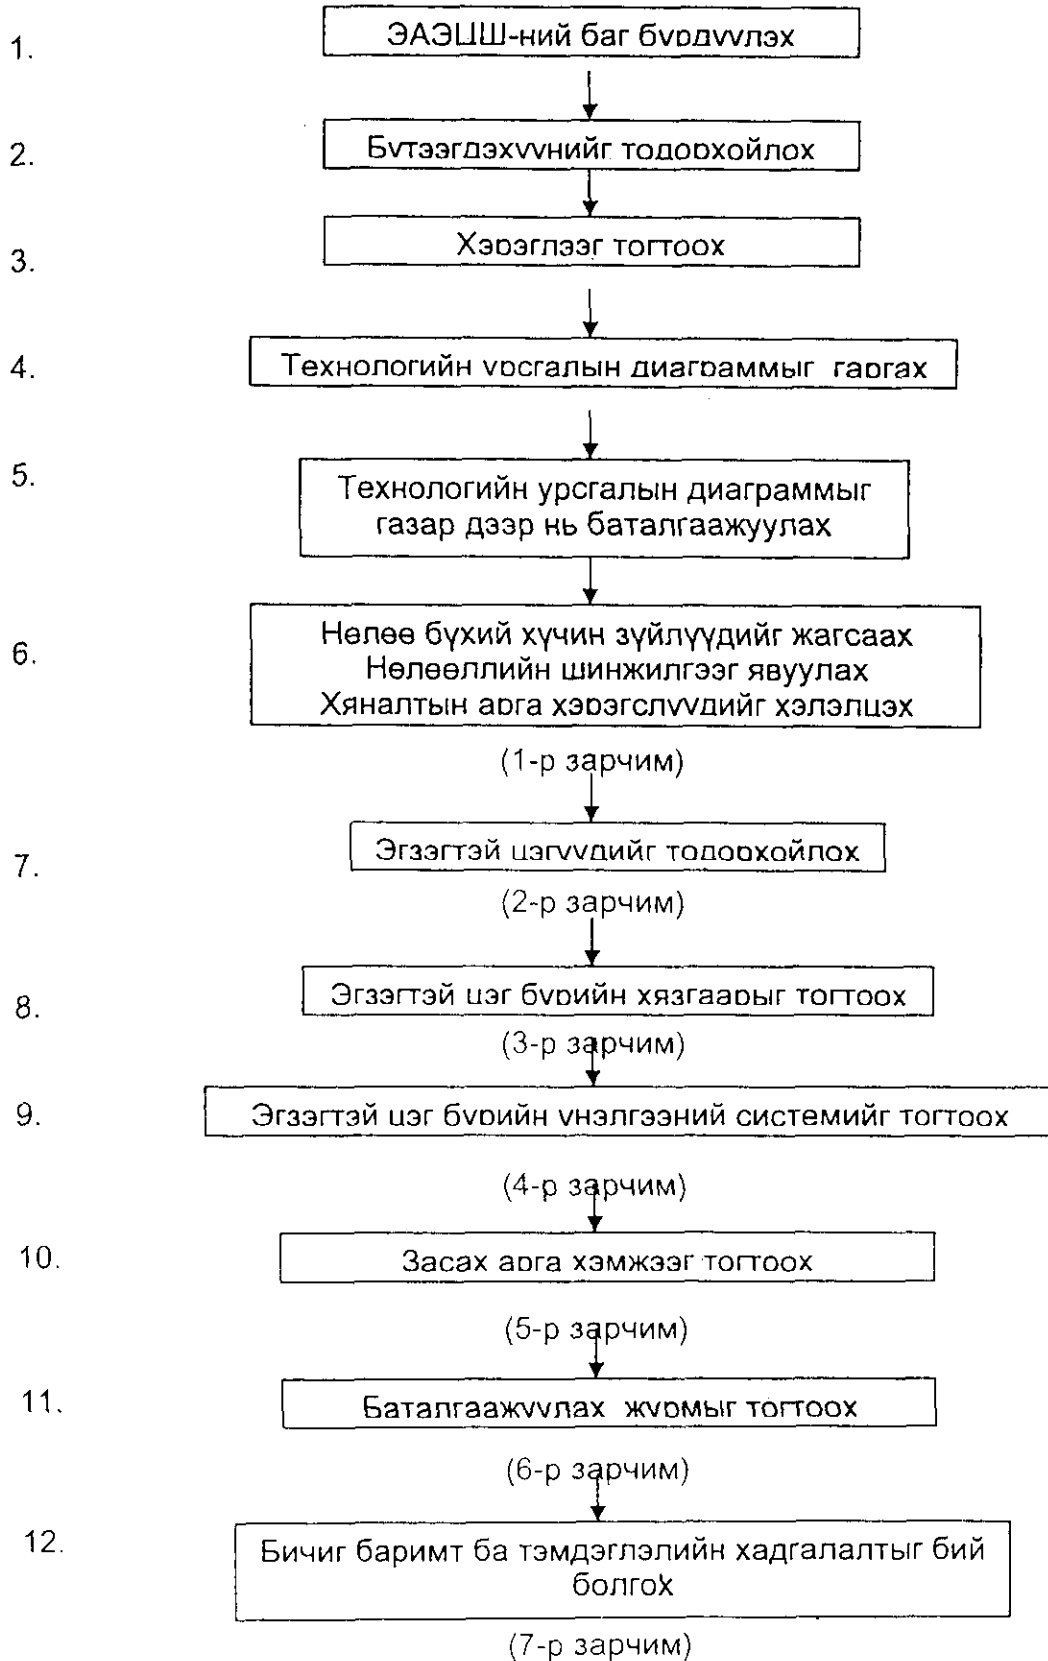 1.
ЭАЭЦШ-ний баг бүрдүүлэх
2.
Бүтээгдэхүүнийг тодорхойлох
3.
Хэрэглээг тогтоох
4.
Технологийн урсгалын диаграммыг гаргах
5.
Технологийн урсгалын диаграммыг
газар дээр нь баталгаажуулах
6.
Нөлөө бүхий хүчин зүйлүүдийг жагсаах
Нөлөөллийн шинжилгээг явуулах
Хяналтын арга хэрэгслүүдийг хэлэлцэх
(1-р зарчим)
7.
Эгзэгтэй цэгүүдийг тодорхойлох
(2-р зарчим)
8.
Эгзэгтэй цэг бүрийн хязгаарыг тогтоох
(3-р зарчим)
9.
Эгзэгтэй цэг бүрийн үнэлгээний системийг тогтоох
(4-р зарчим)
10.
Засах арга хэмжээг тогтоох
(5-р зарчим)
11.
Баталгаажуулах журмыг тогтоох
(6-р зарчим)
12.
Бичиг баримт ба тэмдэглэлийн хадгалалтыг бий
болгох
(7-р зарчим)